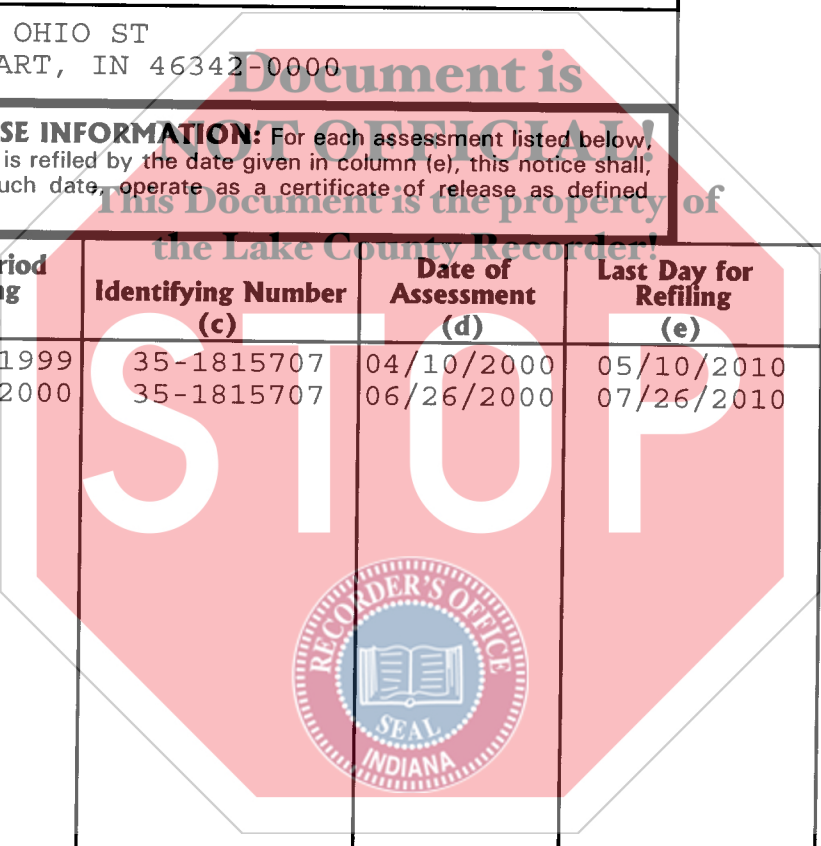 OHIO ST
ART, IN 46342-0000
Document is
NOT OFFICIAL!
This Document is the property of
the Lake County Recorder!
SE INFORMATION: For each assessment listed below,
is refiled by the date given in column (e), this notice shall,
uch date, operate as a certificate of release as defined
riod
ng
Identifying Number
(c)
Date of
Assessment
(d)
Last Day for
Refiling
(e)
1999 35-1815707 04/10/2000 05/10/2010
2000 35-1815707 06/26/2000 07/26/2010
STOP
RECORDER'S OFFICE
SEAL
INDIANA